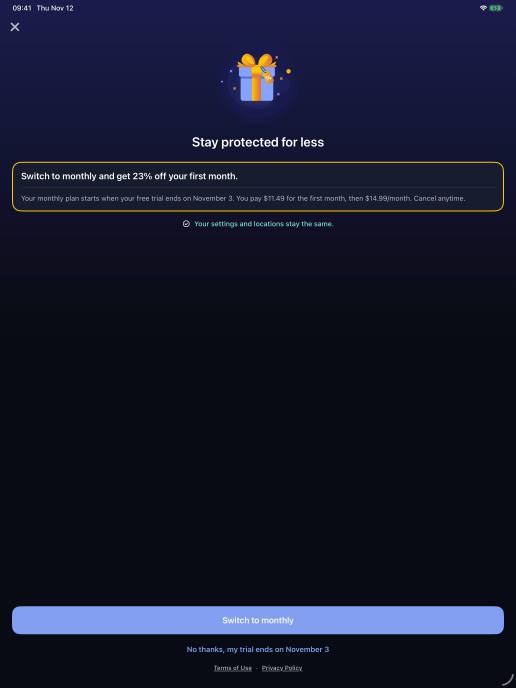 09:41 Thu Nov 12
Stay protected for less
Switch to monthly and get 23% off your first month.
Your monthly plan starts when your free trial ends on November 3. You pay $11.49 for the first month, then $14.99/month. Cancel anytime.
Your settings and locations stay the same.
Switch to monthly
No thanks, my trial ends on November 3
Terms of Use · Privacy Policy